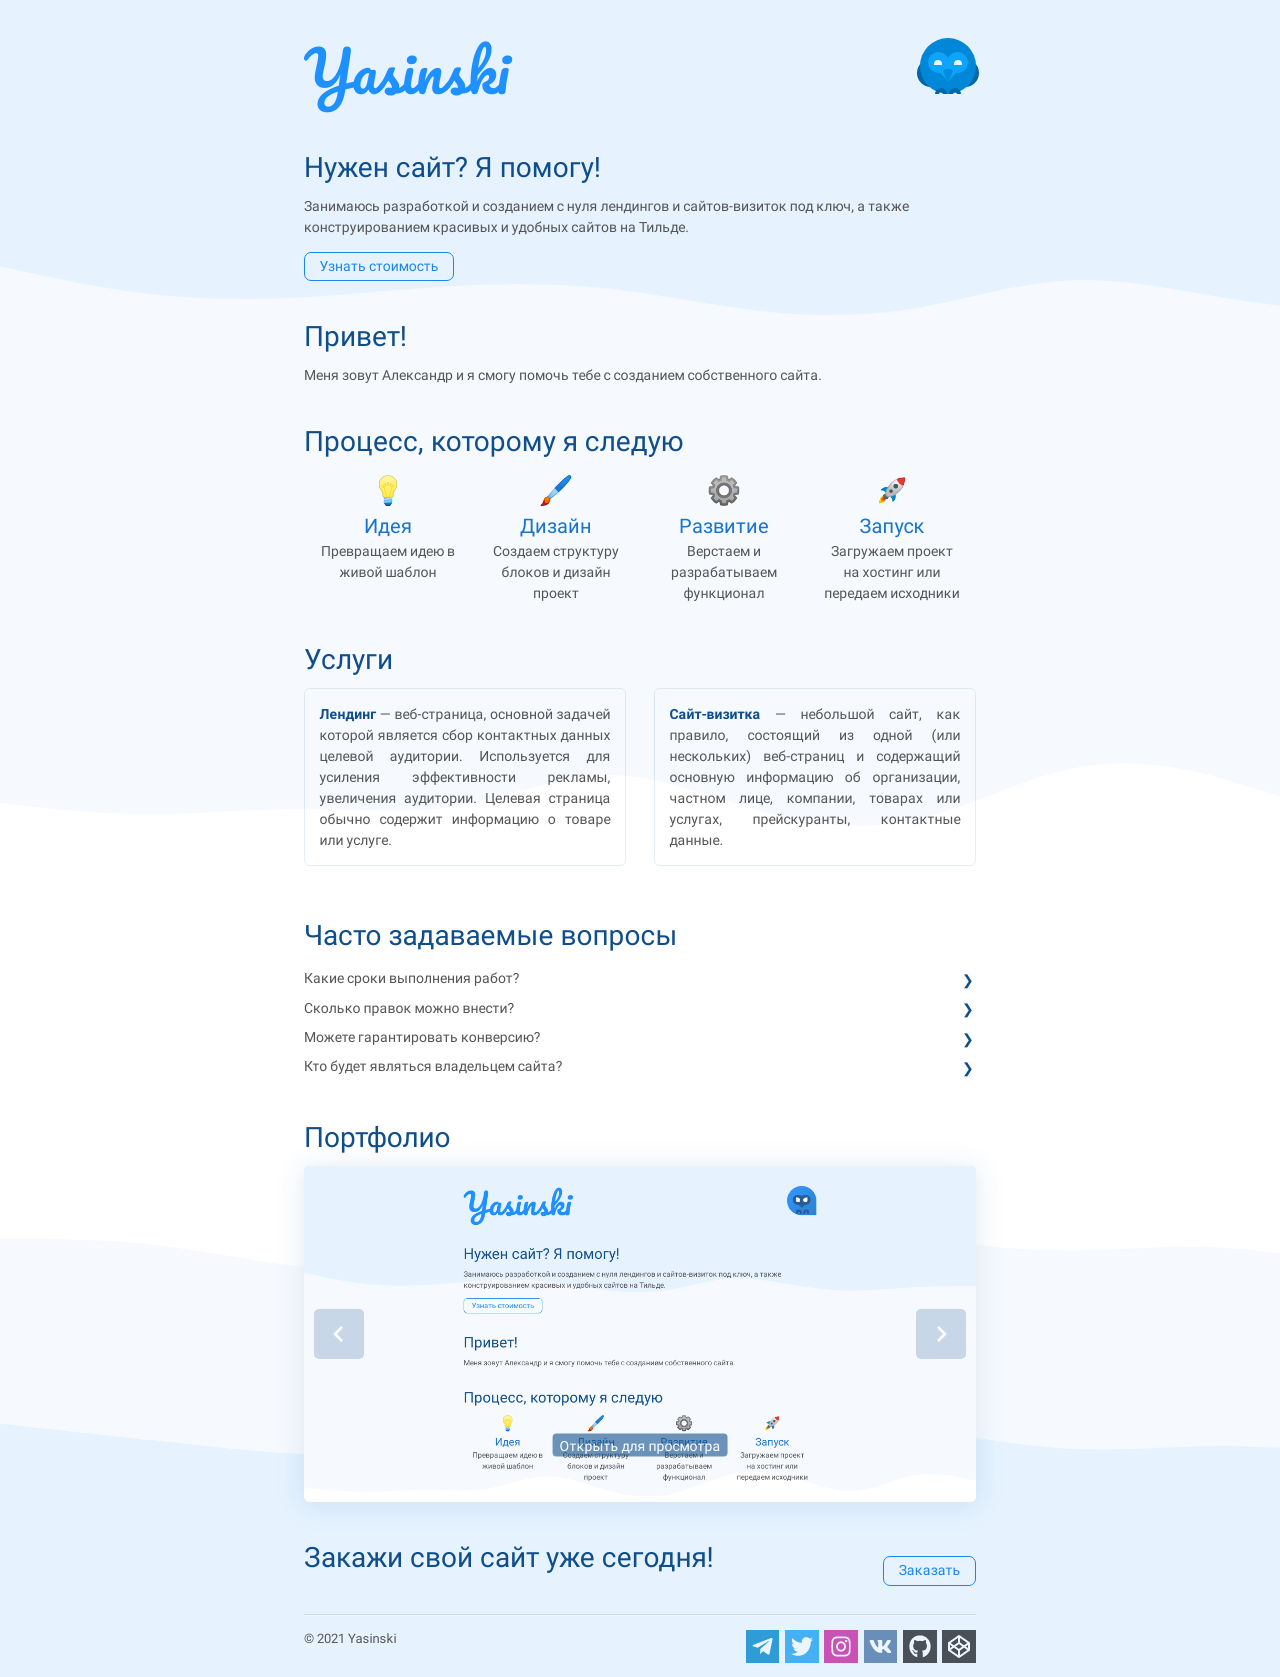 Yasinski
Нужен сайт? Я помогу!
Занимаюсь разработкой и созданием с нуля лендингов и сайтов-визиток под ключ, а также
конструированием красивых и удобных сайтов на Тильде.
Узнать стоимость
Привет!
Меня зовут Александр и я смогу помочь тебе с созданием собственного сайта.
Процесс, которому я следую
Идея
Превращаем идею в
живой шаблон
Дизайн
Создаем структуру
блоков и дизайн
проект
Развитие
Верстаем и
разрабатываем
функционал
Запуск
Загружаем проект
на хостинг или
передаем исходники
Услуги
Лендинг — веб-страница, основной задачей
которой является сбор контактных данных
целевой аудитории. Используется для
усиления эффективности рекламы,
увеличения аудитории. Целевая страница
обычно содержит информацию о товаре
или услуге.
Сайт-визитка — небольшой сайт, как
правило, состоящий из одной (или
нескольких) веб-страниц и содержащий
основную информацию об организации,
частном лице, компании, товарах или
услугах, прейскуранты, контактные
данные.
Часто задаваемые вопросы
Какие сроки выполнения работ?
Сколько правок можно внести?
Можете гарантировать конверсию?
Кто будет являться владельцем сайта?
Портфолио
Yasinski
Нужен сайт? Я помогу!
Занимаюсь разработкой и созданием с нуля лендингов и сайтов-визиток под ключ, а также
конструированием красивых и удобных сайтов на Тильде.
Узнать стоимость
Привет!
Меня зовут Александр и я смогу помочь тебе с созданием собственного сайта.
Процесс, которому я следую
Идея
Превращаем идею в
живой шаблон
Дизайн
Создаем структуру
блоков и дизайн
проект
Развитие
Верстаем и
разрабатываем
функционал
Запуск
Загружаем проект
на хостинг или
передаем исходники
Открыть для просмотра
Закажи свой сайт уже сегодня!
Заказать
© 2021 Yasinski